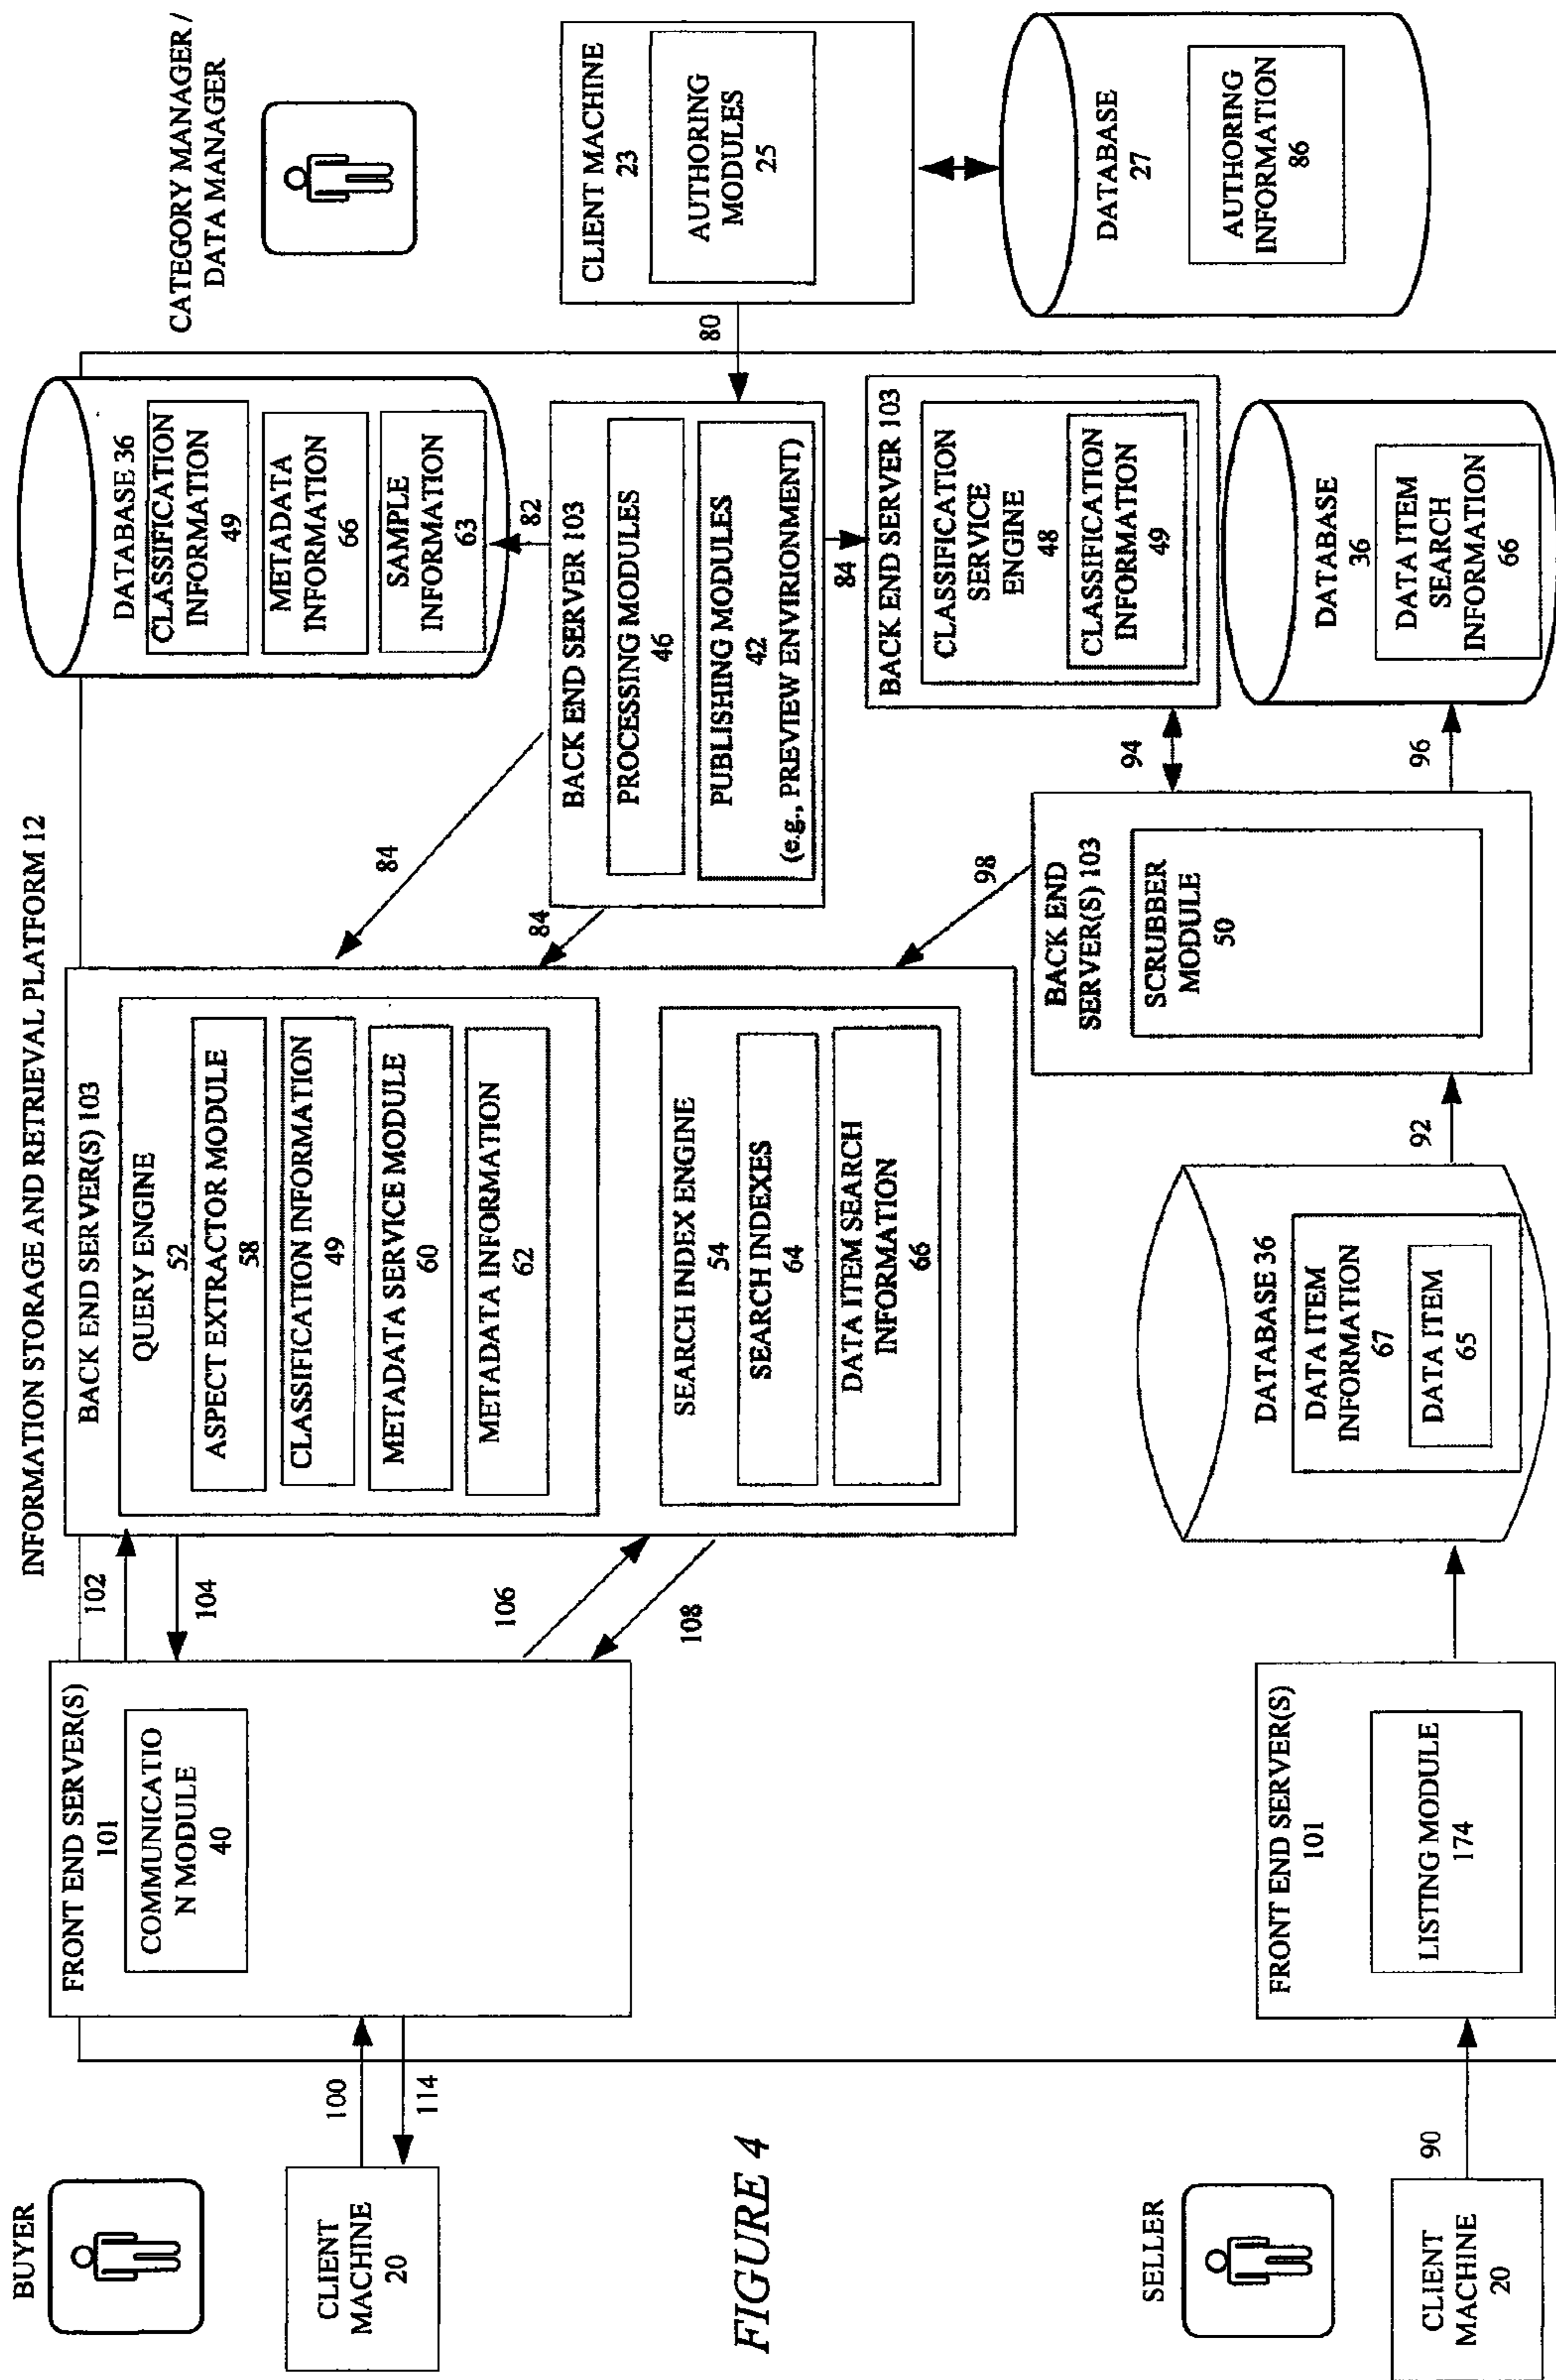 INFORMATION STORAGE AND RETRIEVAL PLATFORM 12
BUYER
CLIENT
MACHINE
20
100
114
FRONT END SERVER(S)
101
COMMUNICATIO
N MODULE
40
102
104
106
108
BACK END SERVER(S) 103
QUERY ENGINE
52
ASPECT EXTRACTOR MODULE
58
CLASSIFICATION INFORMATION
49
METADATA SERVICE MODULE
60
METADATA INFORMATION
62
SEARCH INDEX ENGINE
54
SEARCH INDEXES
64
DATA ITEM SEARCH
INFORMATION
66
84
84
98
DATABASE 36
CLASSIFICATION
INFORMATION
49
METADATA
INFORMATION
66
SAMPLE
INFORMATION
63
82
BACK END SERVER 103
PROCESSING MODULES
46
PUBLISHING MODULES
42
(e.g., PREVIEW ENVIRIONMENT)
80
84
BACK END SERVER 103
CLASSIFICATION
SERVICE
ENGINE
48
CLASSIFICATION
INFORMATION
49
94
DATABASE
36
DATA ITEM
SEARCH
INFORMATION
66
96
CATEGORY MANAGER /
DATA MANAGER
CLIENT MACHINE
23
AUTHORING
MODULES
25
DATABASE
27
AUTHORING
INFORMATION
86
FIGURE 4
SELLER
CLIENT
MACHINE
20
90
FRONT END SERVER(S)
101
LISTING MODULE
174
DATABASE 36
DATA ITEM
INFORMATION
67
DATA ITEM
65
92
BACK END
SERVER(S) 103
SCRUBBER
MODULE
50